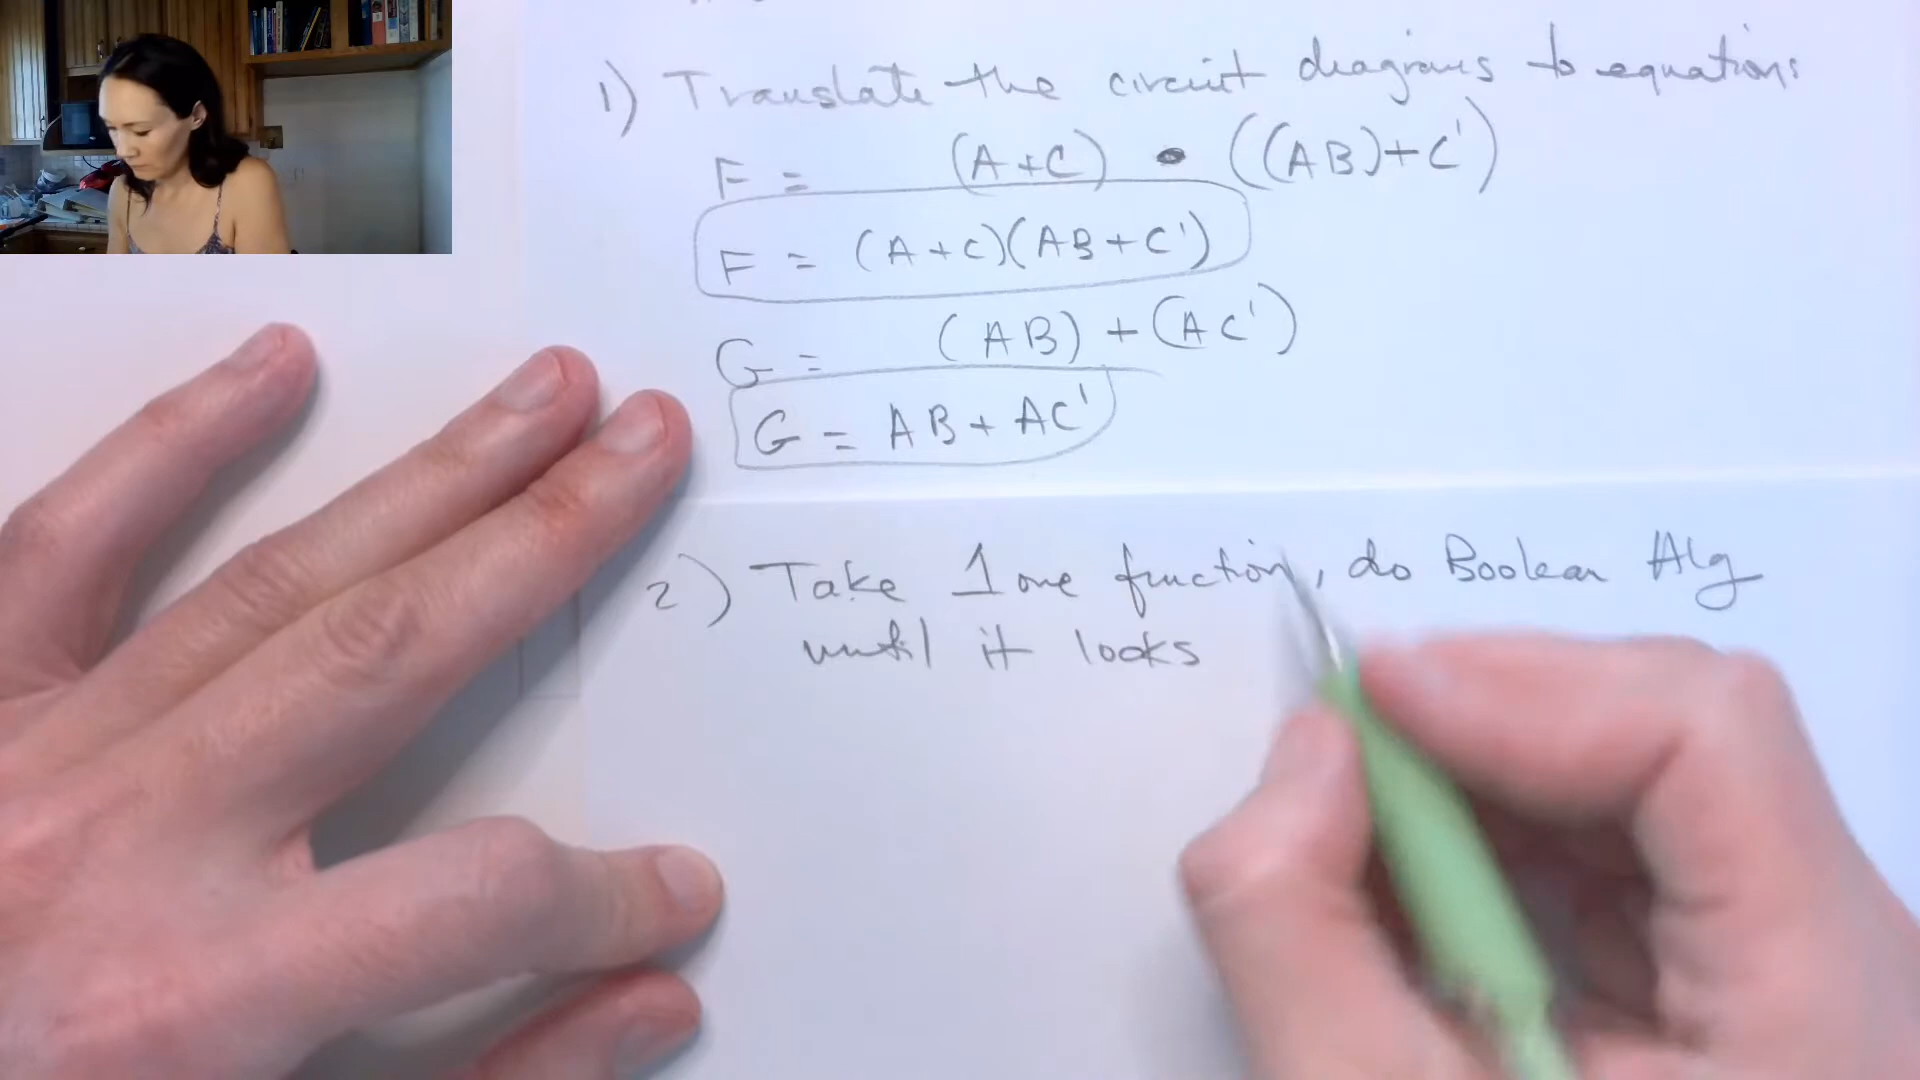 1) Translate the circuit diagrams to equations
F = (A+C) • ((AB)+C')
F = (A+C)(AB+C')
G = (AB) + (AC')
G = AB + AC'
2) Take 1 one function, do Boolean Alg
until it looks